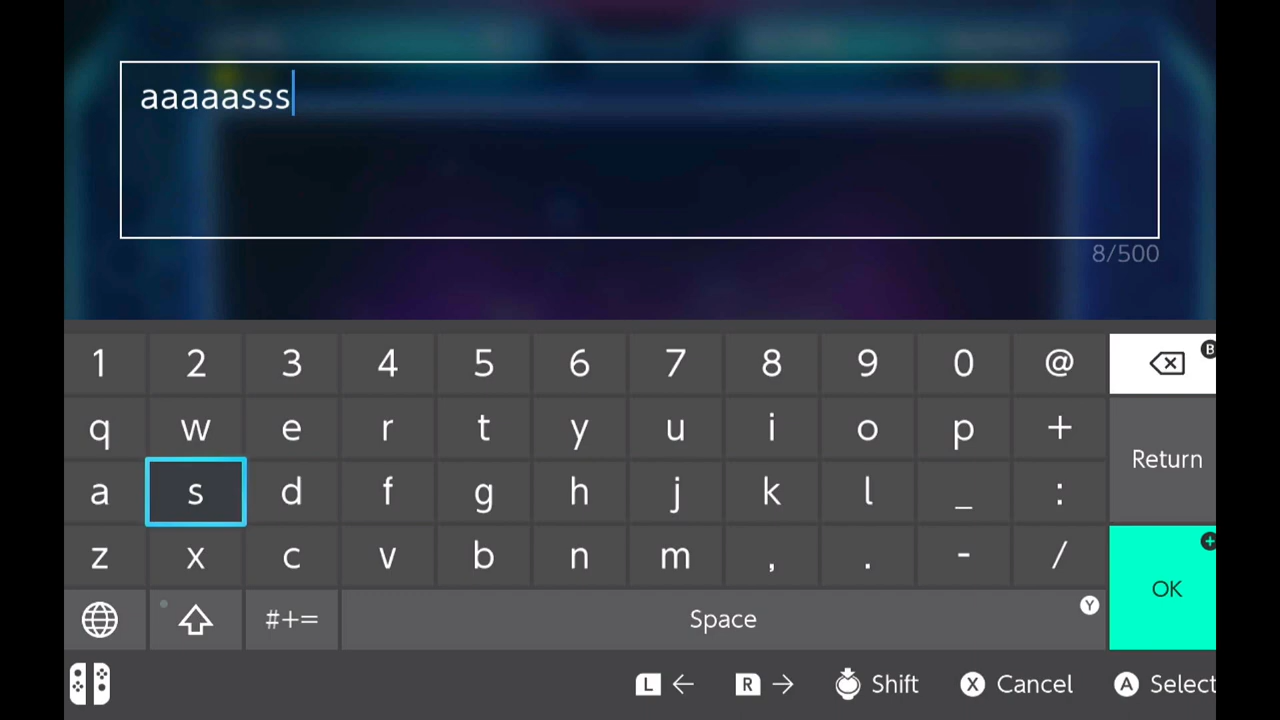 aaaaasss
8/500
1 2 3 4 5 6 7 8 9 0 @ B
q w e r t y u i o p +
Return
a s d f g h j k l _ :
z x c v b n m , . - /
+
OK
#+= Space Y
L ← R → Shift X Cancel A Select